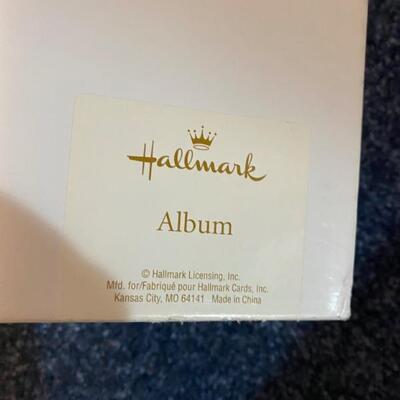 Hallmark
Album
© Hallmark Licensing, Inc.
Mfd. for/Fabriqué pour Hallmark Cards, Inc.
Kansas City, MO 64141 Made in China